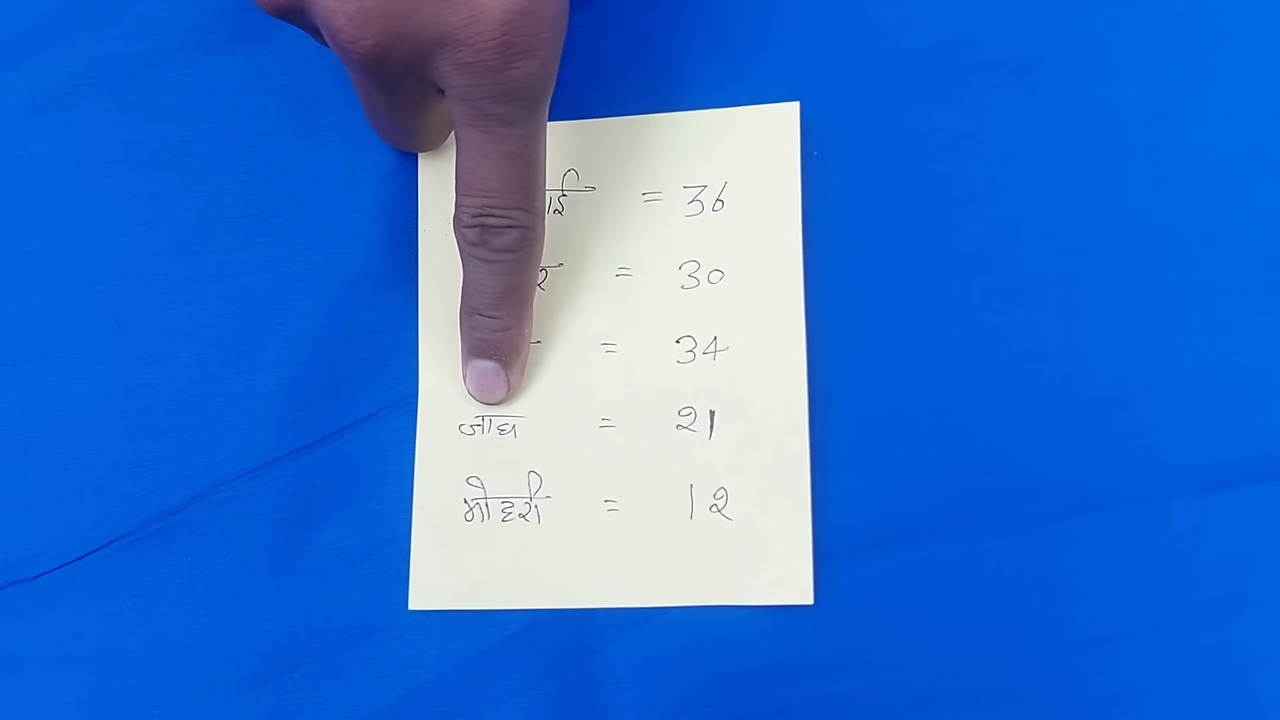 = 36
= 30
= 34
जाघ = 21
मोहरी = 12